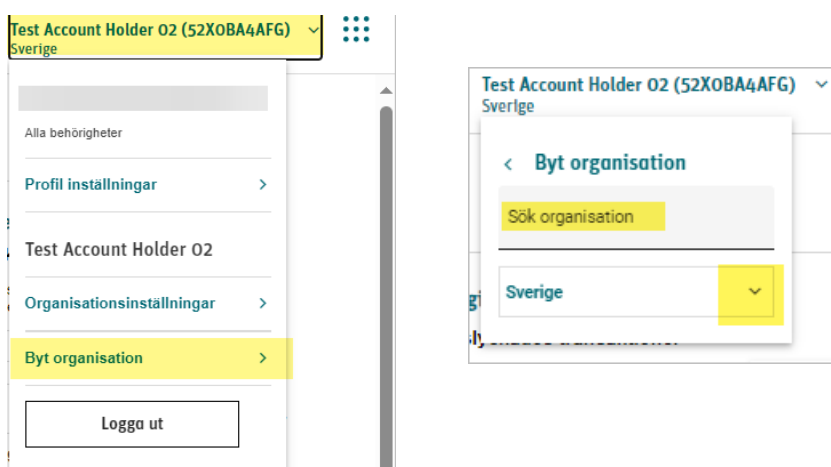 Test Account Holder 02 (52X0BA4AFG)
Sverige
Alla behörigheter
Profil inställningar
Test Account Holder 02
Organisationsinställningar
Byt organisation
Logga ut
Test Account Holder 02 (52X0BA4AFG)
Sverige
Byt organisation
Sök organisation
Sverige